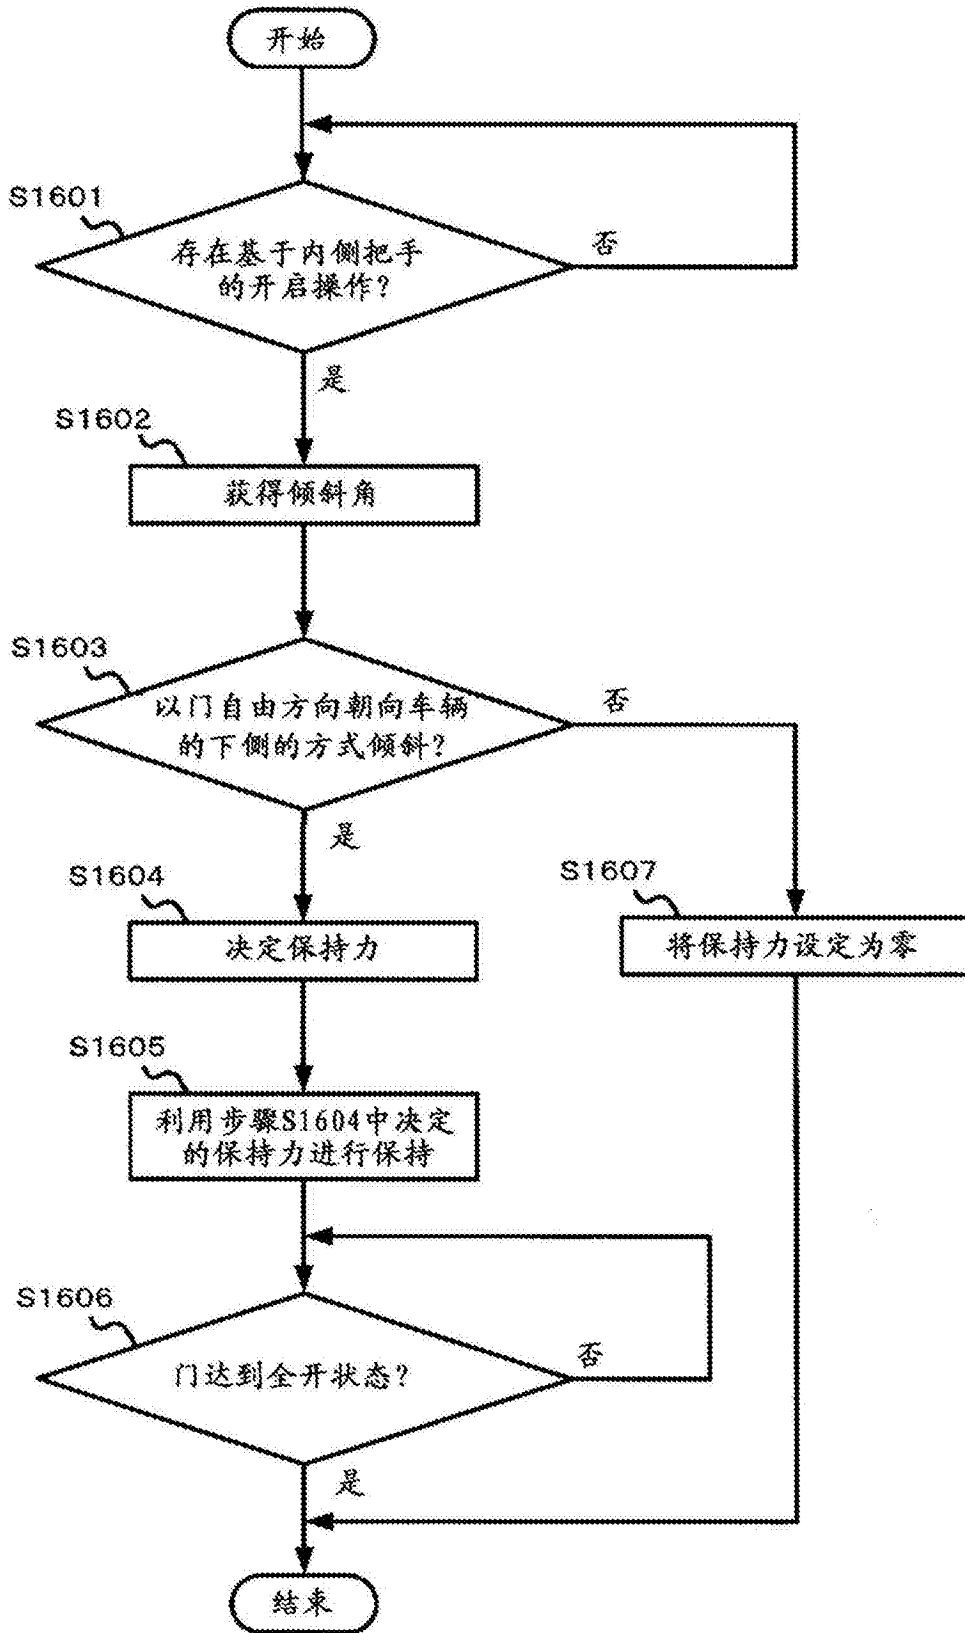 开始
S1601
存在基于内侧把手
的开启操作?
否
是
S1602
获得倾斜角
S1603
以门自由方向朝向车辆
的下侧的方式倾斜?
否
是
S1604
决定保持力
S1607
将保持力设定为零
S1605
利用步骤S1604中决定
的保持力进行保持
S1606
门达到全开状态?
否
是
结束